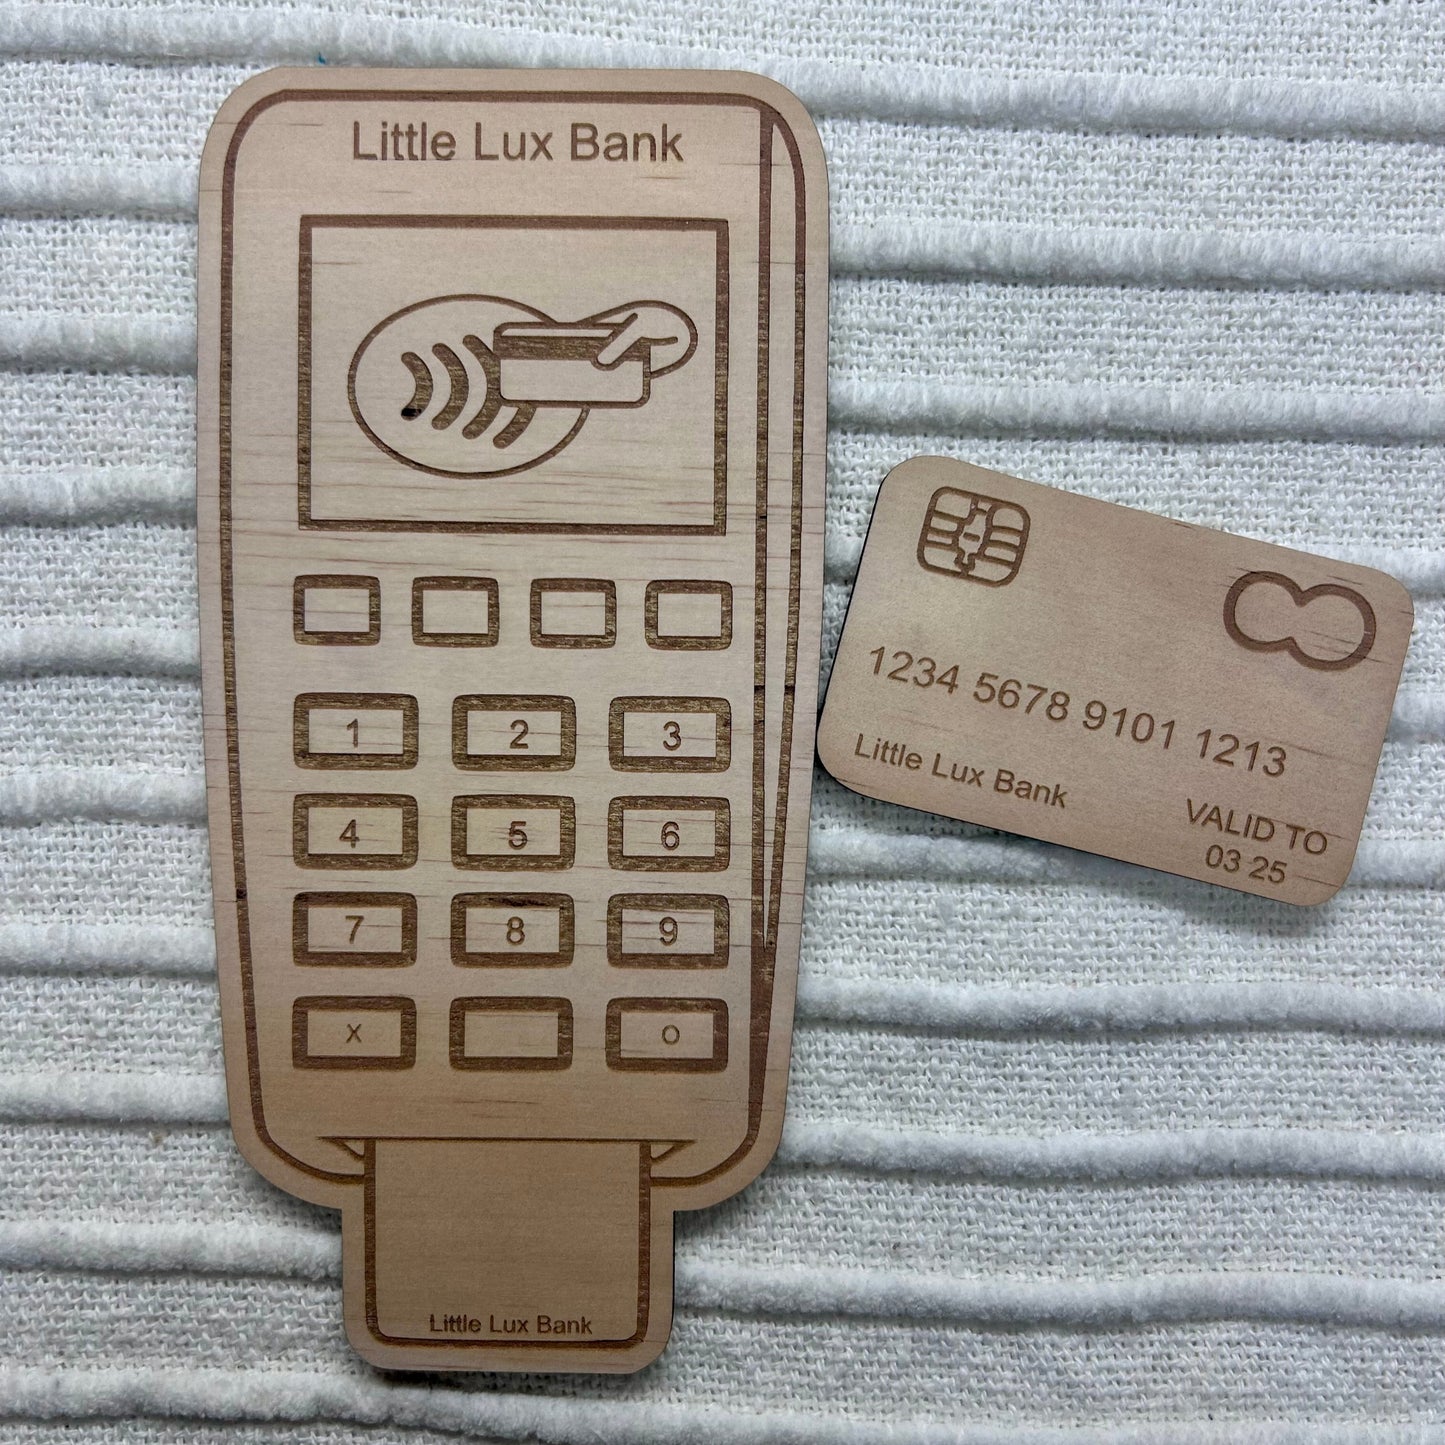 Little Lux Bank
1 2 3
4 5 6
7 8 9
x o
Little Lux Bank
1234 5678 9101 1213
Little Lux Bank
VALID TO
03 25